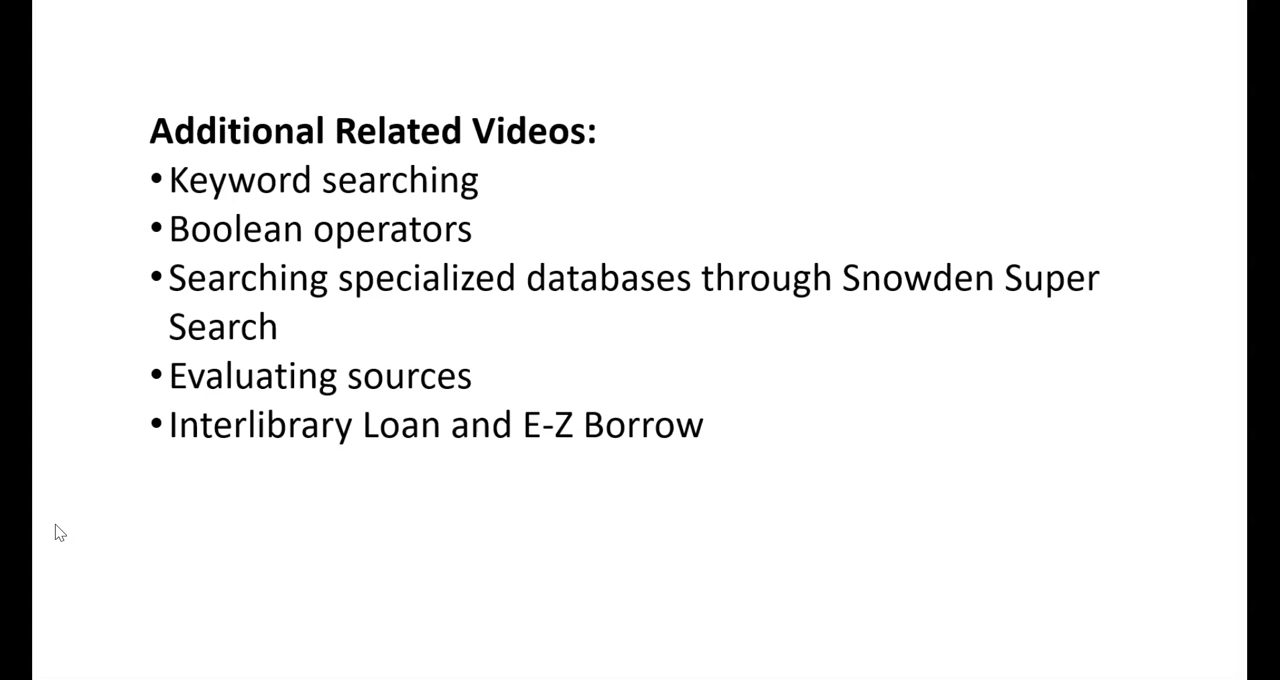 Additional Related Videos:
•Keyword searching
•Boolean operators
•Searching specialized databases through Snowden Super
Search
•Evaluating sources
•Interlibrary Loan and E-Z Borrow